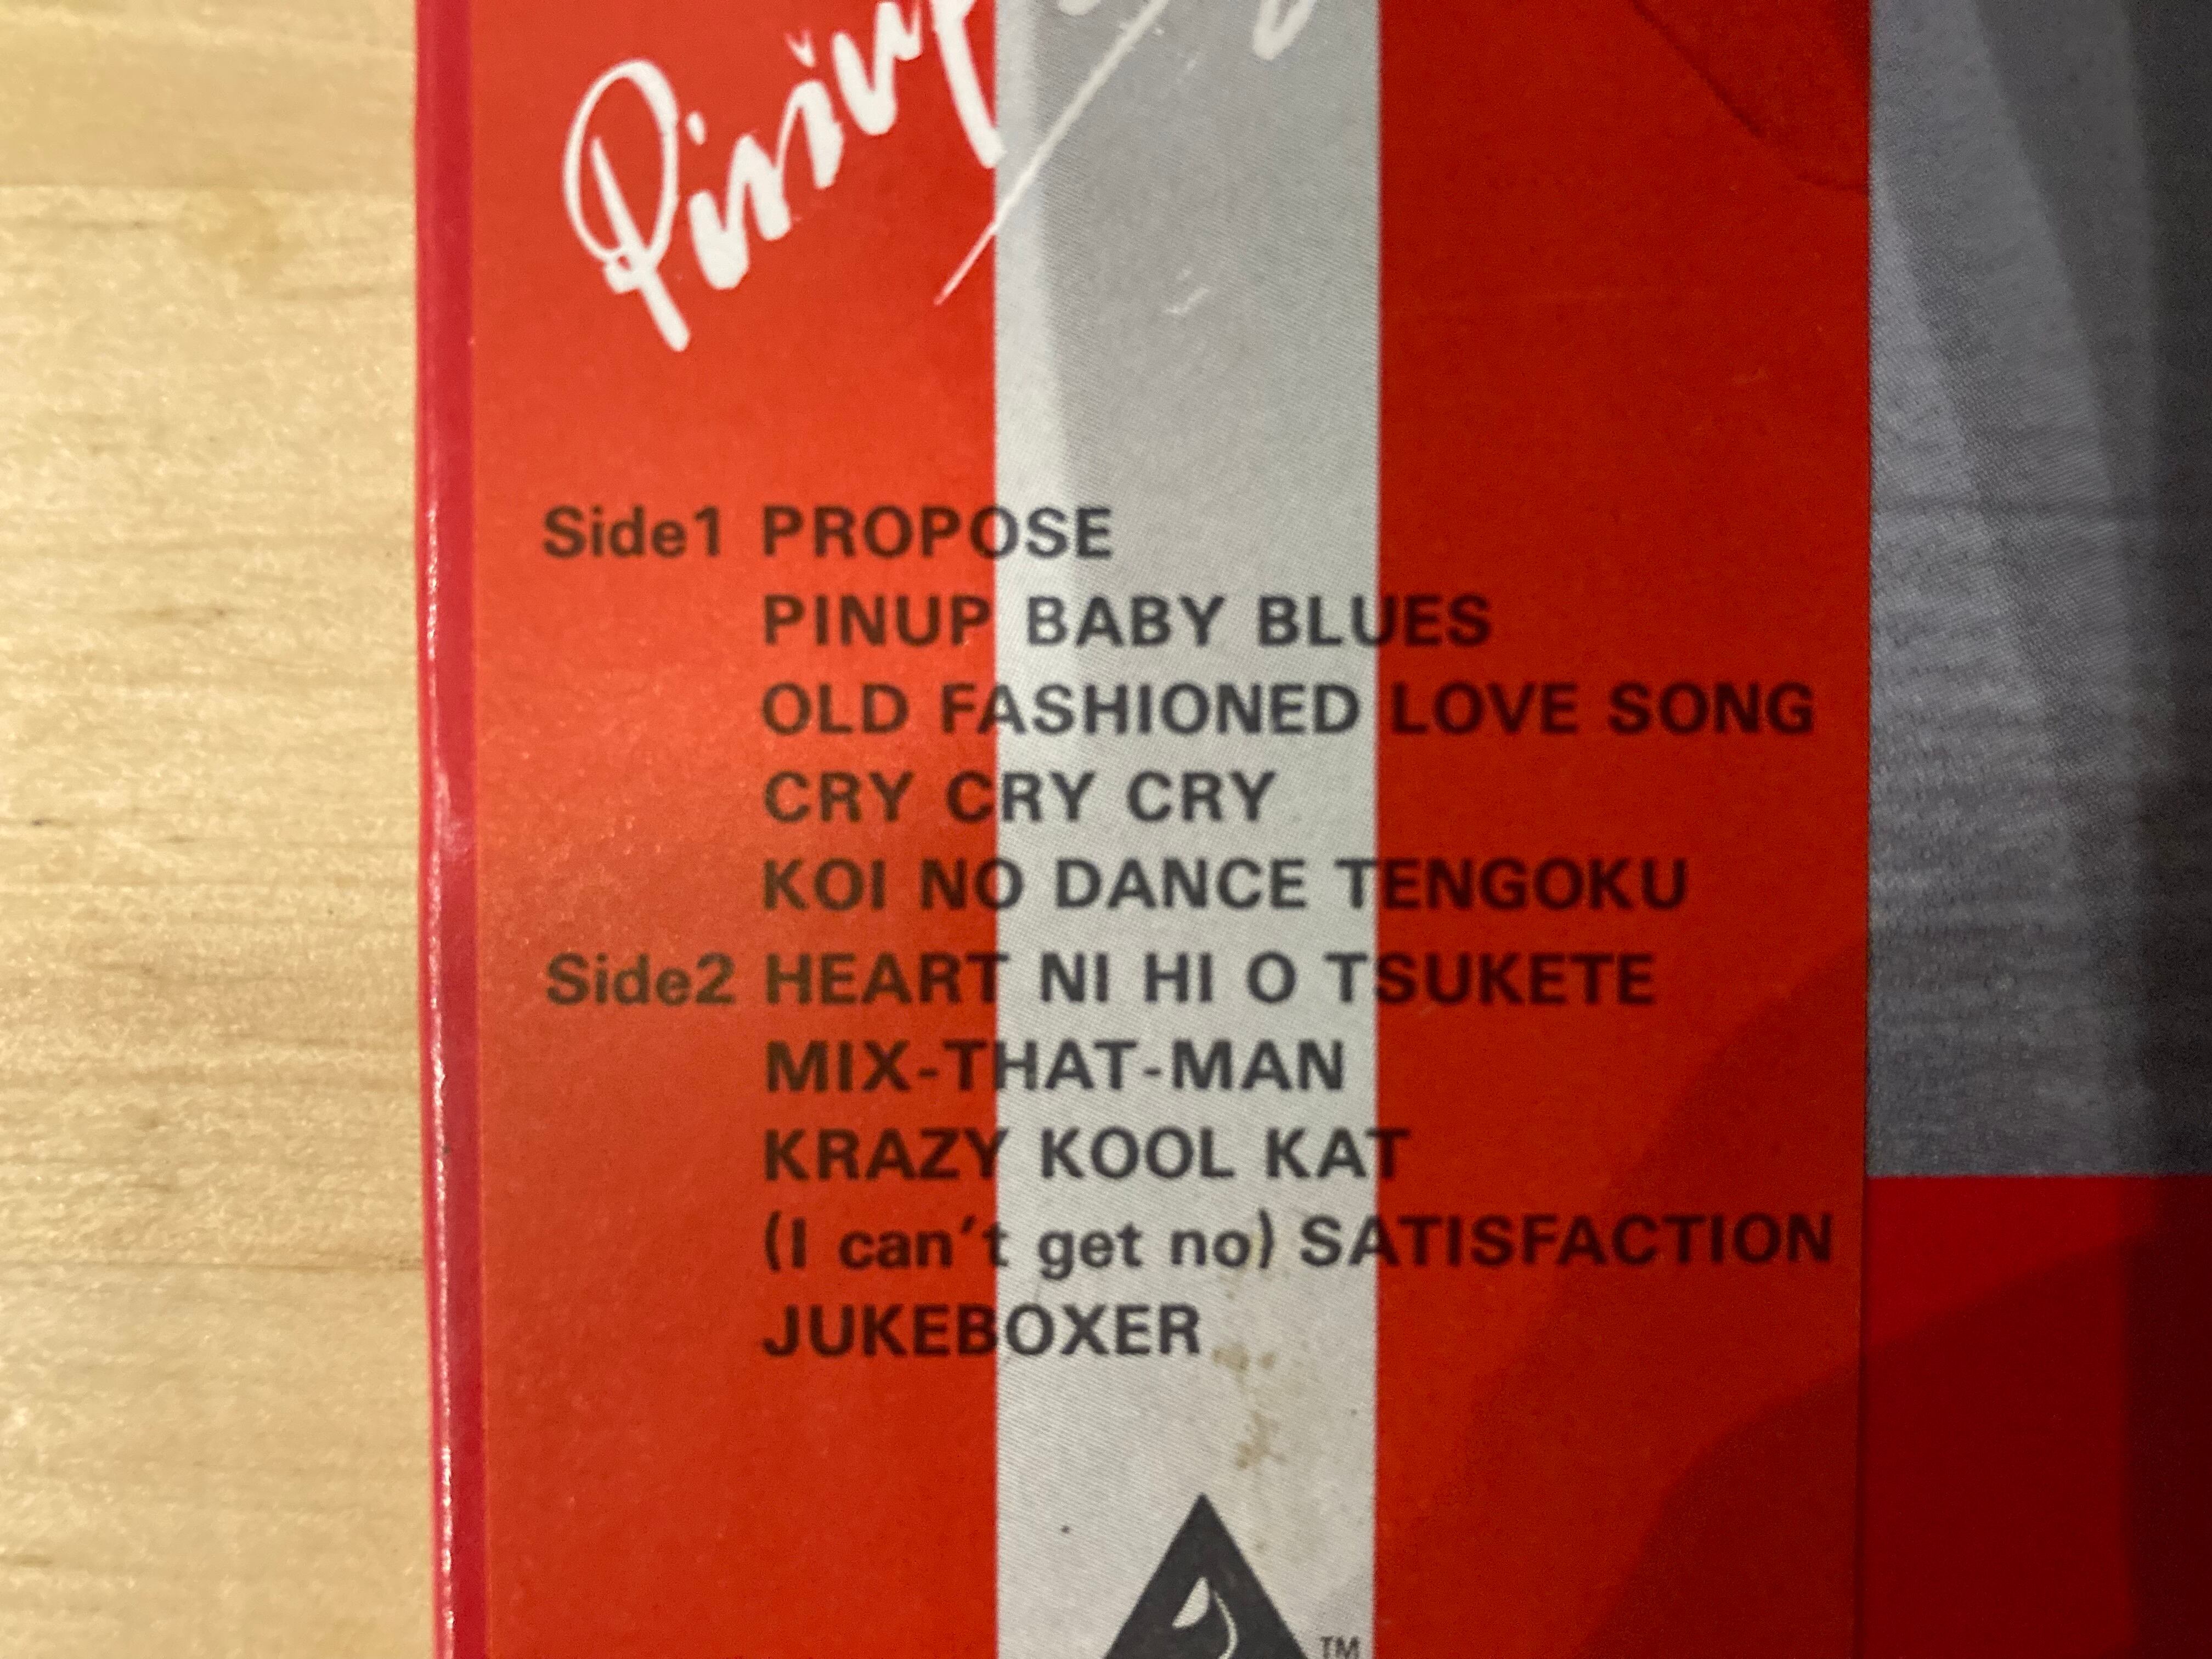 Side1 PROPOSE
PINUP BABY BLUES
OLD FASHIONED LOVE SONG
CRY CRY CRY
KOI NO DANCE TENGOKU
Side2 HEART NI HI O TSUKETE
MIX-THAT-MAN
KRAZY KOOL KAT
(I can't get no) SATISFACTION
JUKEBOXER
TM